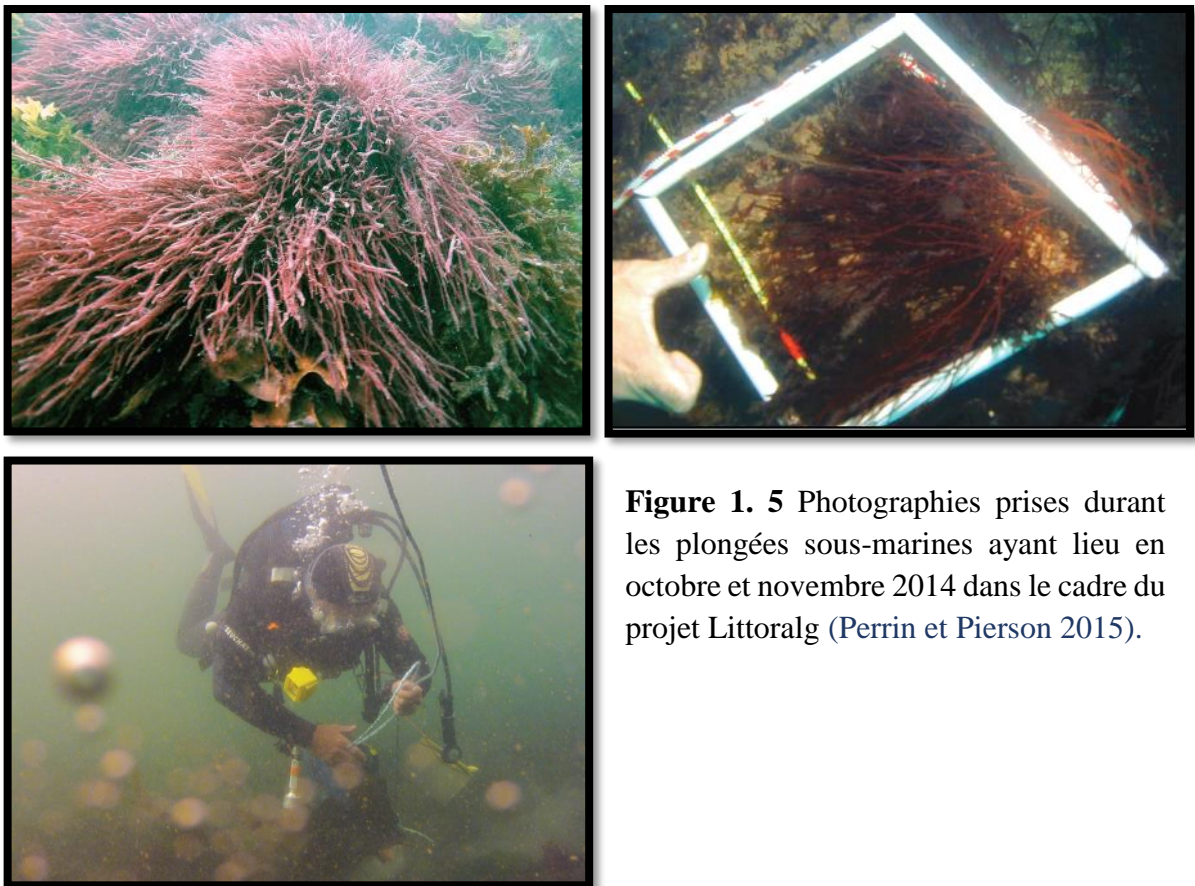 Figure 1. 5 Photographies prises durant
les plongées sous-marines ayant lieu en
octobre et novembre 2014 dans le cadre du
projet Littoralg (Perrin et Pierson 2015).